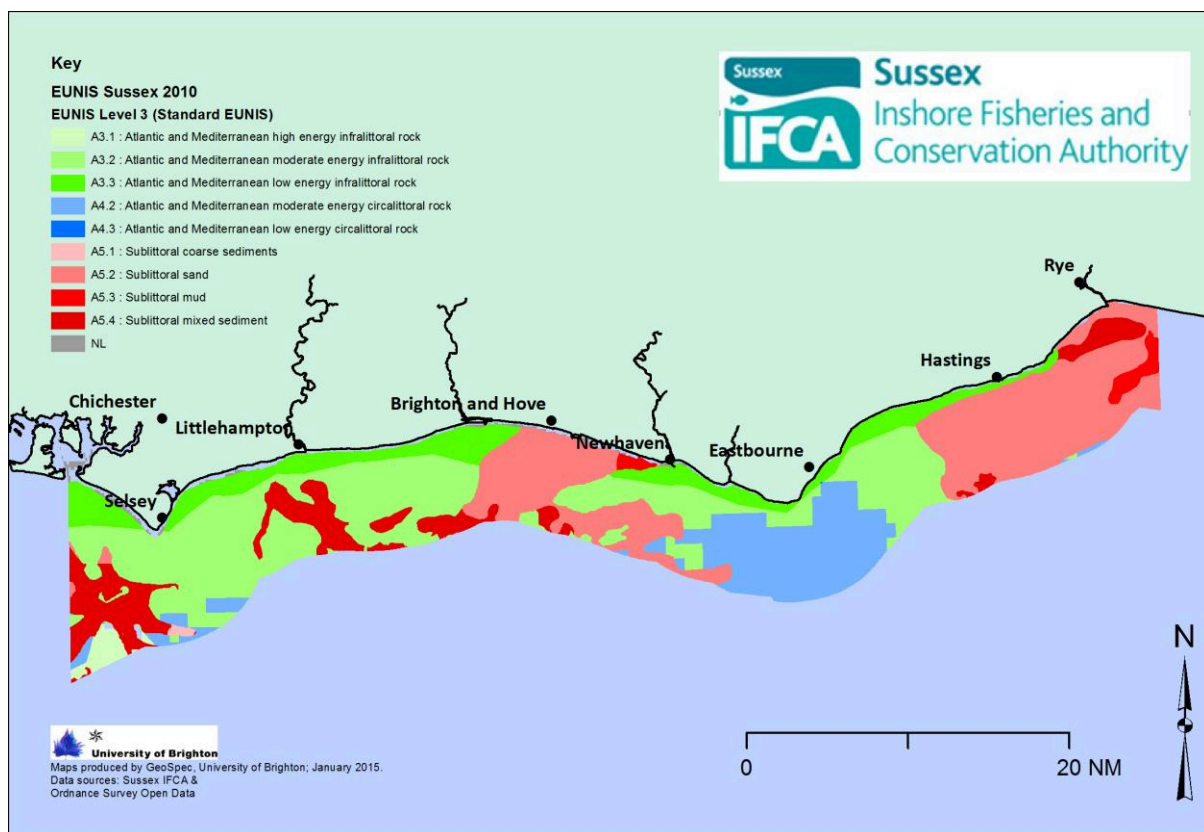 Key
EUNIS Sussex 2010
EUNIS Level 3 (Standard EUNIS)
A3.1 : Atlantic and Mediterranean high energy infralittoral rock
A3.2 : Atlantic and Mediterranean moderate energy infralittoral rock
A3.3 : Atlantic and Mediterranean low energy infralittoral rock
A4.2 : Atlantic and Mediterranean moderate energy circalittoral rock
A4.3 : Atlantic and Mediterranean low energy circalittoral rock
A5.1 : Sublittoral coarse sediments
A5.2 : Sublittoral sand
A5.3 : Sublittoral mud
A5.4 : Sublittoral mixed sediment
NL
Sussex
IFCA
Sussex
Inshore Fisheries and
Conservation Authority
Rye
Hastings
Chichester
Brighton and Hove
Littlehampton
Newhaven
Eastbourne
Selsey
N
0
20 NM
University of Brighton
Maps produced by GeoSpec, University of Brighton; January 2015.
Data sources: Sussex IFCA &
Ordnance Survey Open Data